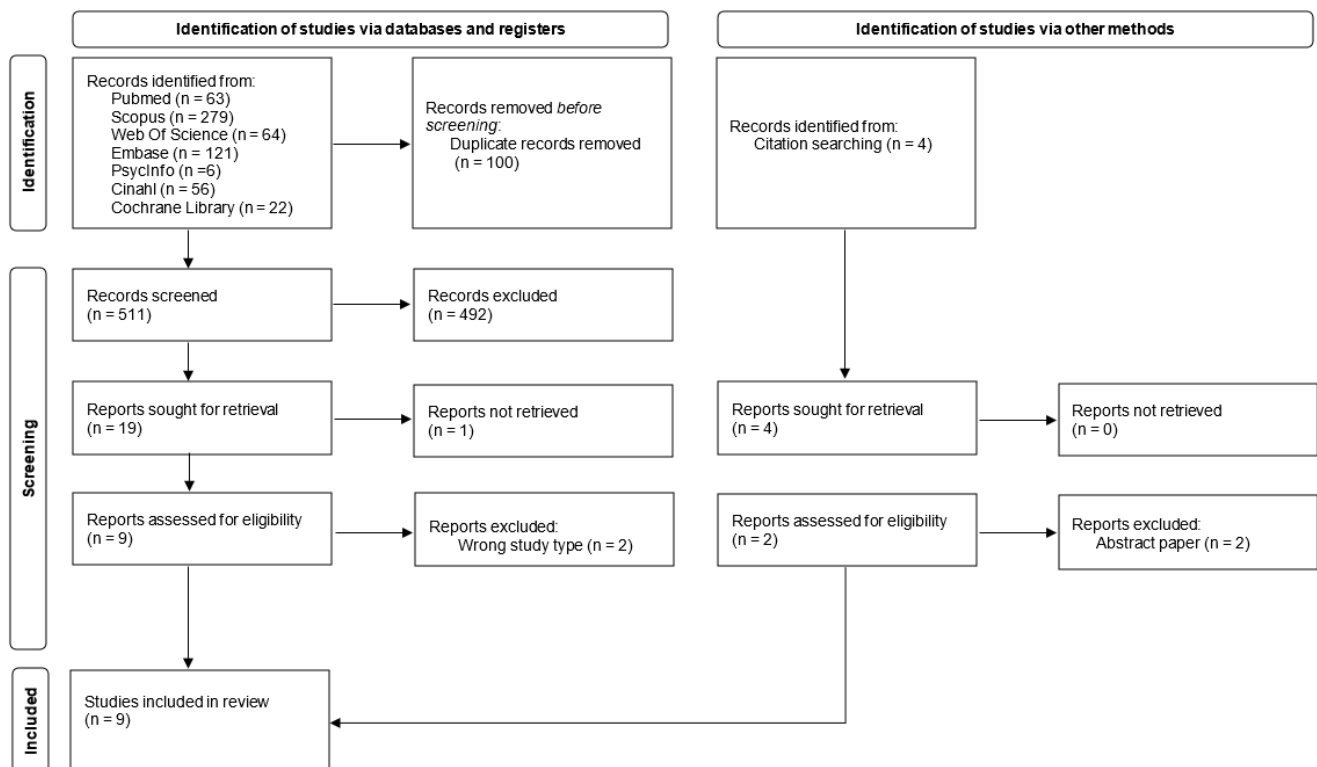 Identification of studies via databases and registers
Identification of studies via other methods
Identification
Records identified from:
Pubmed (n = 63)
Scopus (n = 279)
Web Of Science (n = 64)
Embase (n = 121)
PsycInfo (n =6)
Cinahl (n = 56)
Cochrane Library (n = 22)
Records removed before
screening:
Duplicate records removed
(n = 100)
Records identified from:
Citation searching (n = 4)
Screening
Records screened
(n = 511)
Records excluded
(n = 492)
Reports sought for retrieval
(n = 19)
Reports not retrieved
(n = 1)
Reports sought for retrieval
(n = 4)
Reports not retrieved
(n = 0)
Reports assessed for eligibility
(n = 9)
Reports excluded:
Wrong study type (n = 2)
Reports assessed for eligibility
(n = 2)
Reports excluded:
Abstract paper (n = 2)
Included
Studies included in review
(n = 9)